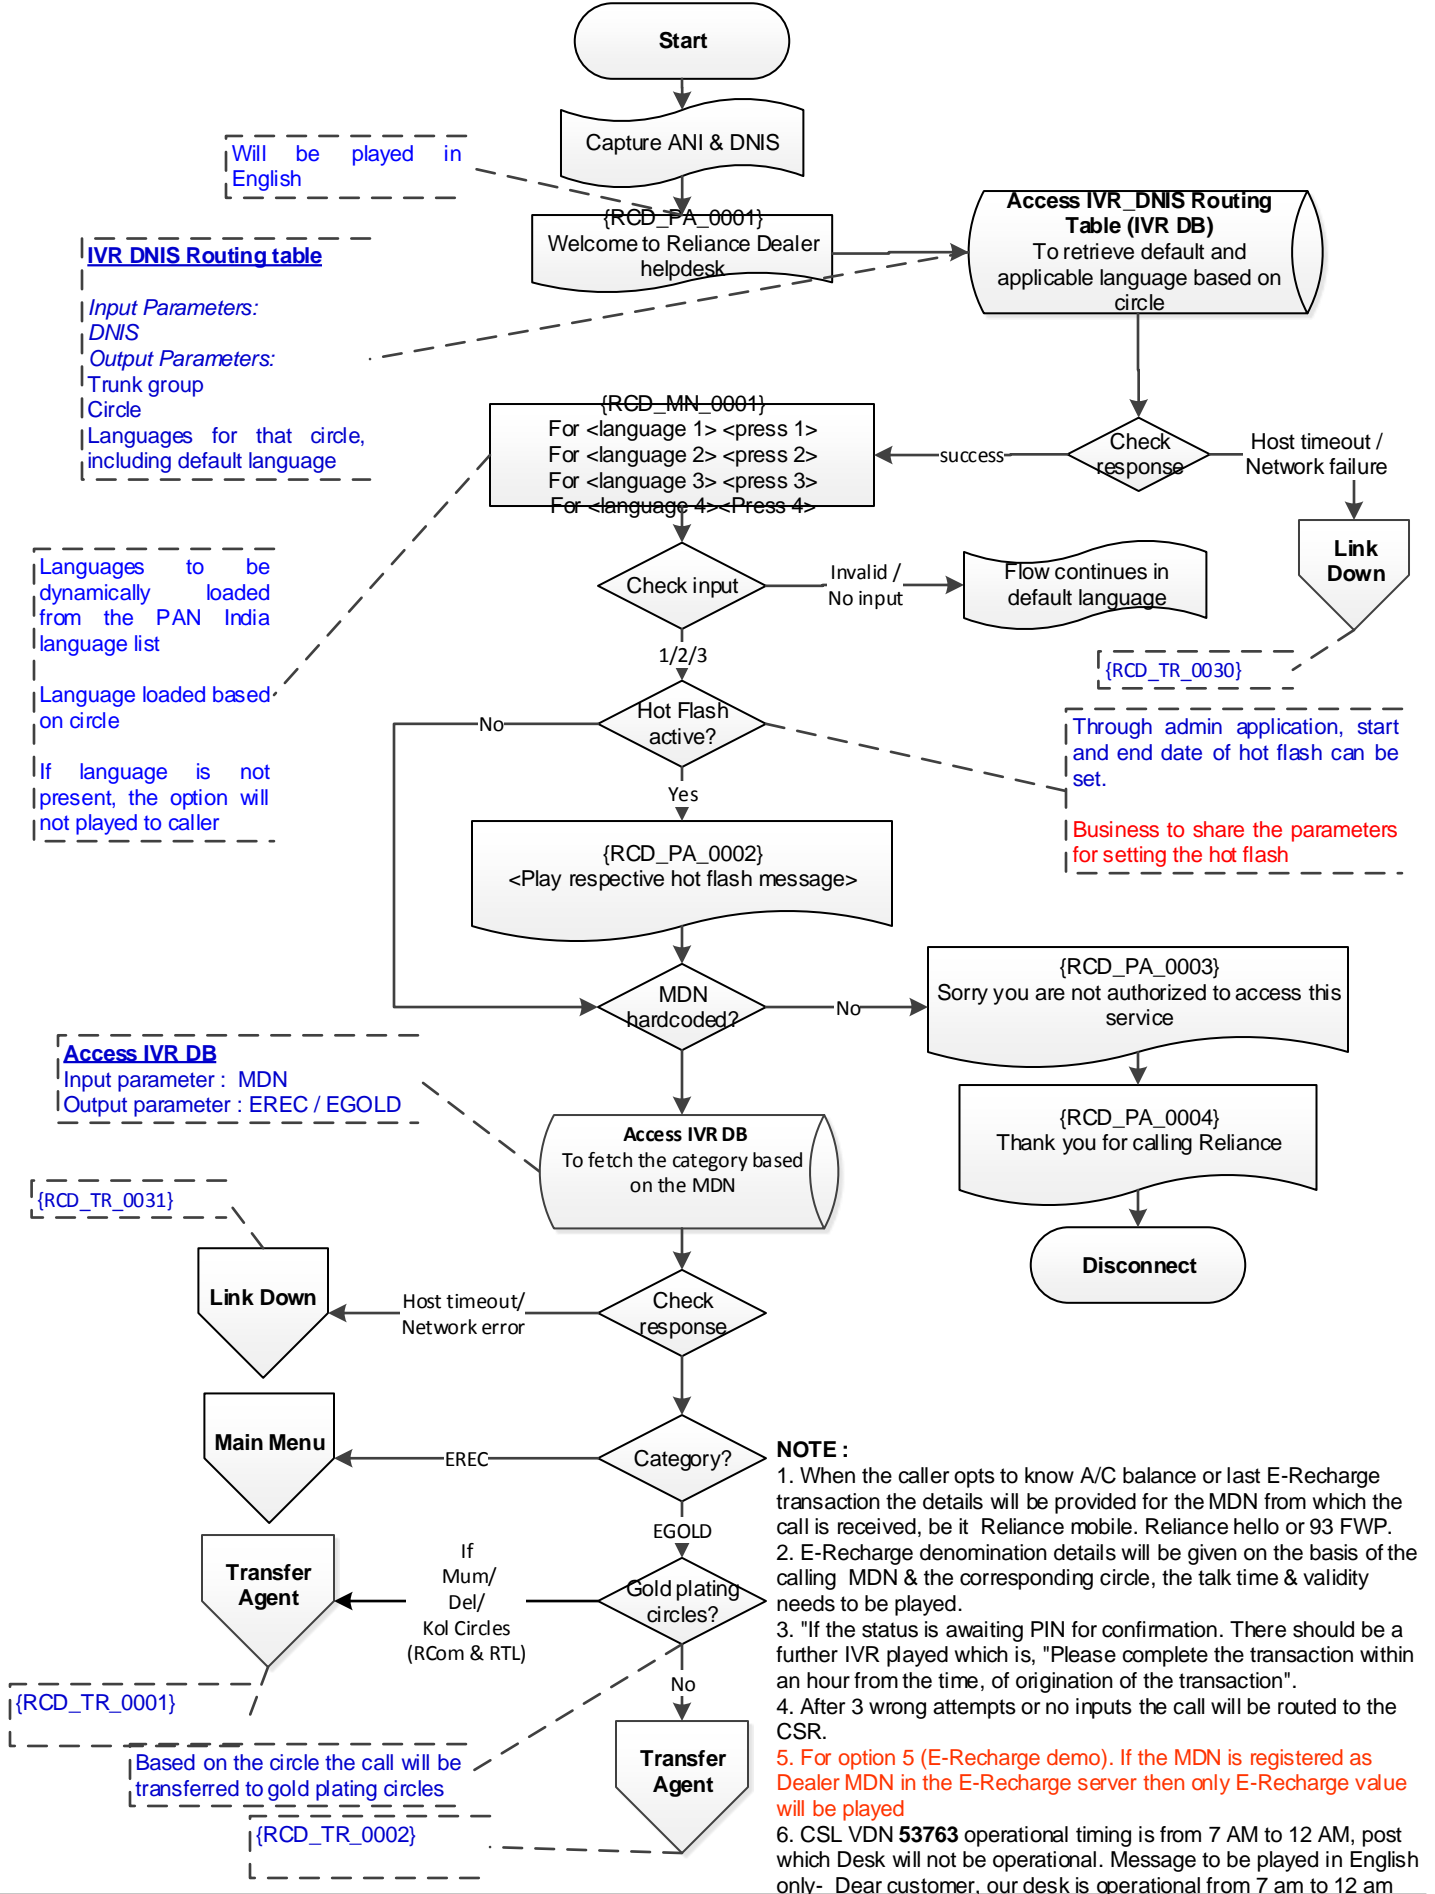 Start
Capture ANI & DNIS
Will be played in
English
{RCD_PA_0001}
Welcome to Reliance Dealer
helpdesk
Access IVR_DNIS Routing
Table (IVR DB)
To retrieve default and
applicable language based on
circle
IVR DNIS Routing table
Input Parameters:
DNIS
Output Parameters:
Trunk group
Circle
Languages for that circle,
including default language
{RCD_MN_0001}
For <language 1> <press 1>
For <language 2> <press 2>
For <language 3> <press 3>
For <language 4><Press 4>
success
Check
response
Host timeout /
Network failure
Link
Down
{RCD_TR_0030}
Languages to be
dynamically loaded
from the PAN India
language list
Language loaded based
on circle
If language is not
present, the option will
not played to caller
Check input
Invalid /
No input
Flow continues in
default language
1/2/3
Hot Flash
active?
No
Yes
Through admin application, start
and end date of hot flash can be
set.
Business to share the parameters
for setting the hot flash
{RCD_PA_0002}
<Play respective hot flash message>
MDN
hardcoded?
No
{RCD_PA_0003}
Sorry you are not authorized to access this
service
{RCD_PA_0004}
Thank you for calling Reliance
Disconnect
Access IVR DB
Input parameter : MDN
Output parameter : EREC / EGOLD
Access IVR DB
To fetch the category based
on the MDN
{RCD_TR_0031}
Link Down
Host timeout/
Network error
Check
response
Main Menu
EREC
Category?
EGOLD
Transfer
Agent
If
Mum/
Del/
Kol Circles
(RCom & RTL)
Gold plating
circles?
{RCD_TR_0001}
No
Based on the circle the call will be
transferred to gold plating circles
Transfer
Agent
{RCD_TR_0002}
NOTE :
1. When the caller opts to know A/C balance or last E-Recharge
transaction the details will be provided for the MDN from which the
call is received, be it Reliance mobile. Reliance hello or 93 FWP.
2. E-Recharge denomination details will be given on the basis of the
calling MDN & the corresponding circle, the talk time & validity
needs to be played.
3. "If the status is awaiting PIN for confirmation. There should be a
further IVR played which is, "Please complete the transaction within
an hour from the time, of origination of the transaction".
4. After 3 wrong attempts or no inputs the call will be routed to the
CSR.
5. For option 5 (E-Recharge demo). If the MDN is registered as
Dealer MDN in the E-Recharge server then only E-Recharge value
will be played
6. CSL VDN 53763 operational timing is from 7 AM to 12 AM, post
which Desk will not be operational. Message to be played in English
only- Dear customer, our desk is operational from 7 am to 12 am